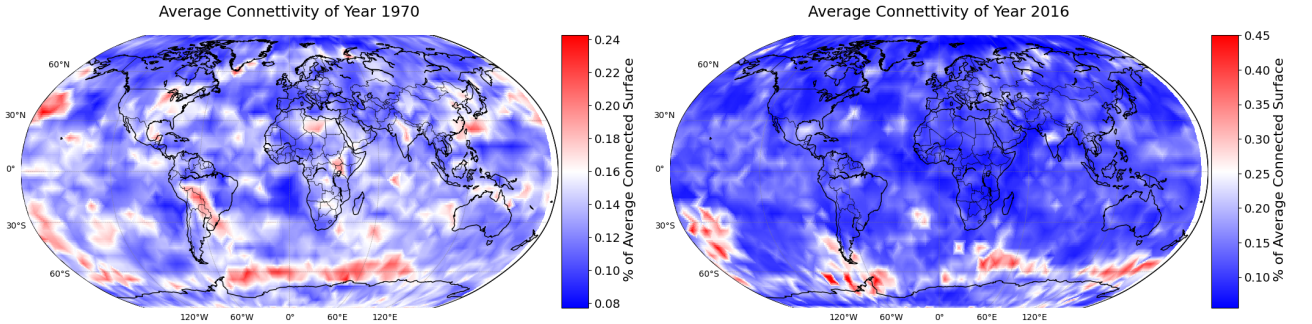 Average Connettivity of Year 1970
60°N
30°N
0°
30°S
60°S
120°W 60°W 0° 60°E 120°E
0.24
0.22
0.20
0.18
0.16
0.14
0.12
0.10
0.08
% of Average Connected Surface
Average Connettivity of Year 2016
60°N
30°N
0°
30°S
60°S
120°W 60°W 0° 60°E 120°E
0.45
0.40
0.35
0.30
0.25
0.20
0.15
0.10
% of Average Connected Surface